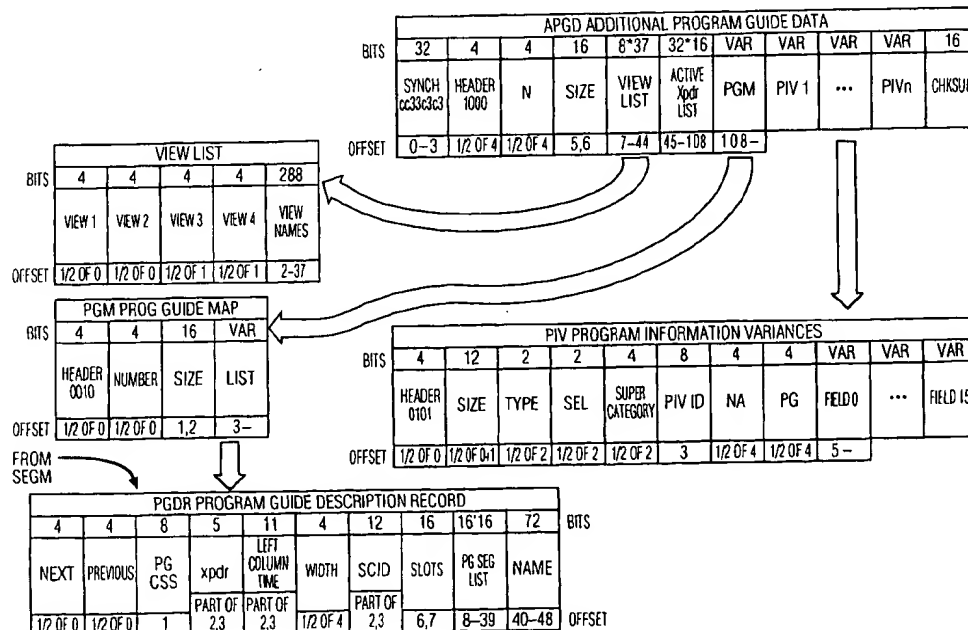 APGD ADDITIONAL PROGRAM GUIDE DATA
BITS 32 4 4 16 8*37 32*16 VAR VAR VAR VAR 16
SYNCH cc33c3c3 HEADER 1000 N SIZE VIEW LIST ACTIVE Xpdr LIST PGM PIV 1 ••• PIVn
OFFSET 0-3 1/2 OF 4 1/2 OF 4 5,6 7-44 45-108 108-
VIEW LIST
BITS 4 4 4 4 288
VIEW 1 VIEW 2 VIEW 3 VIEW 4 VIEW NAMES
OFFSET 1/2 OF 0 1/2 OF 0 1/2 OF 1 1/2 OF 1 2-37
PGM PROG GUIDE MAP
BITS 4 4 16 VAR
HEADER 0010 NUMBER SIZE LIST
OFFSET 1/2 OF 0 1/2 OF 0 1,2 3-
PIV PROGRAM INFORMATION VARIANCES
BITS 4 12 2 2 4 8 4 4 VAR VAR VAR
HEADER 0101 SIZE TYPE SEL SUPER CATEGORY PIV ID NA PG FIELD 0 ••• FIELD 15
OFFSET 1/2 OF 0 1/2 OF 0+1 1/2 OF 2 1/2 OF 2 1/2 OF 2 3 1/2 OF 4 1/2 OF 4 5-
FROM SEGM
PGDR PROGRAM GUIDE DESCRIPTION RECORD
4 4 8 5 11 4 12 16 16*16 72 BITS
NEXT PREVIOUS PG CSS xpdr LEFT COLUMN TIME WIDTH SCID SLOTS PG SEG LIST NAME
1/2 OF 0 1/2 OF 0 1 PART OF 2,3 PART OF 2,3 1/2 OF 4 PART OF 2,3 6,7 8-39 40-48 OFFSET